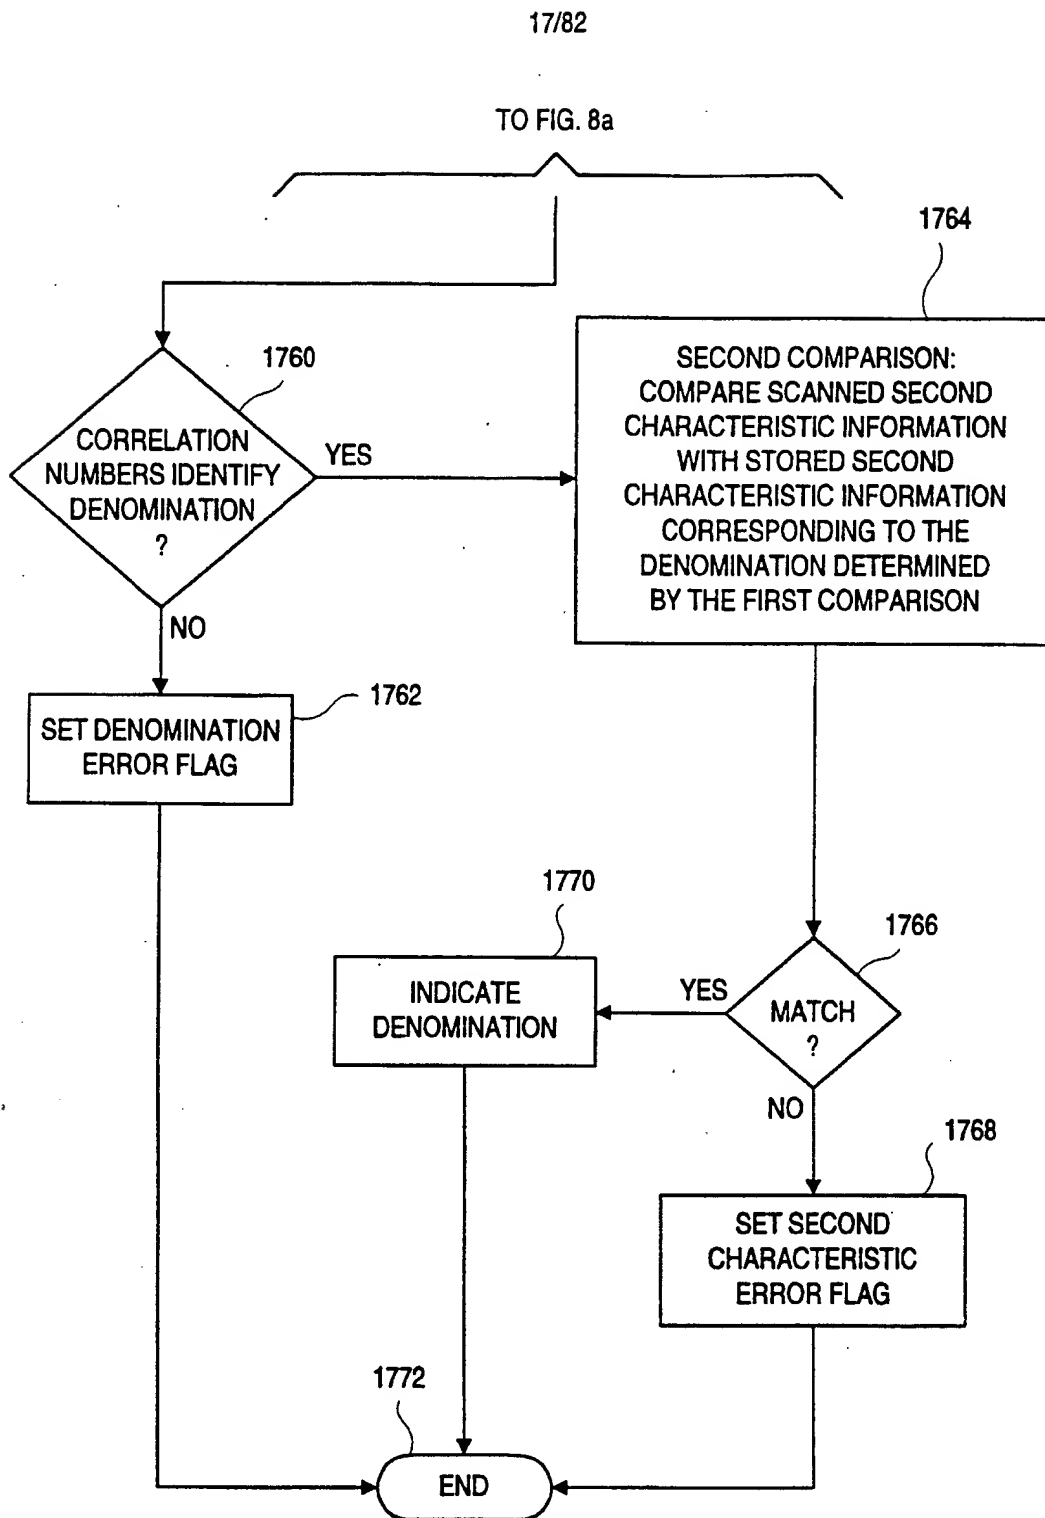 17/82
TO FIG. 8a
1764
SECOND COMPARISON:
COMPARE SCANNED SECOND
CHARACTERISTIC INFORMATION
WITH STORED SECOND
CHARACTERISTIC INFORMATION
CORRESPONDING TO THE
DENOMINATION DETERMINED
BY THE FIRST COMPARISON
1760
CORRELATION
NUMBERS IDENTIFY
DENOMINATION
?
YES
NO
1762
SET DENOMINATION
ERROR FLAG
1770
INDICATE
DENOMINATION
1766
YES
MATCH
?
NO
1768
SET SECOND
CHARACTERISTIC
ERROR FLAG
1772
END